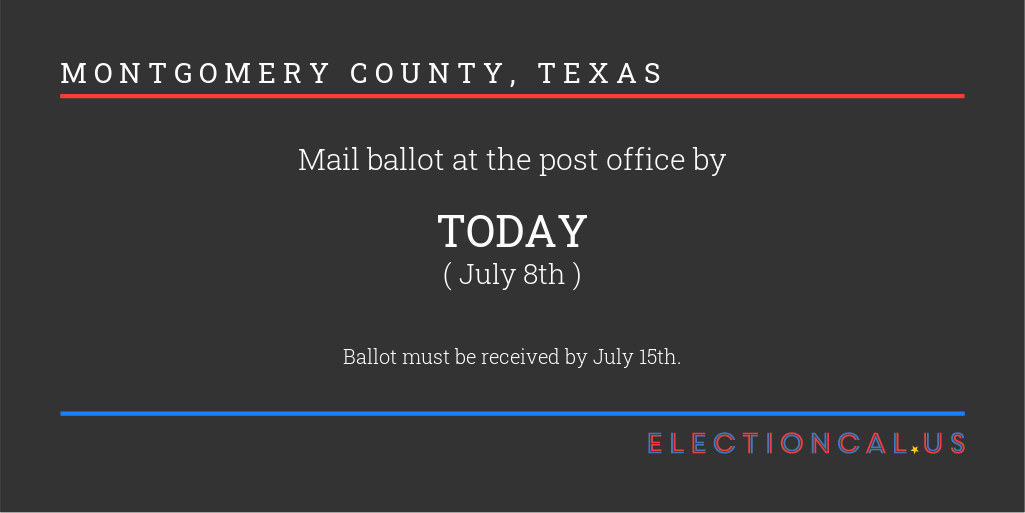 MONTGOMERY COUNTY, TEXAS
Mail ballot at the post office by
TODAY
( July 8th )
Ballot must be received by July 15th.
ELECTIONCAL★US